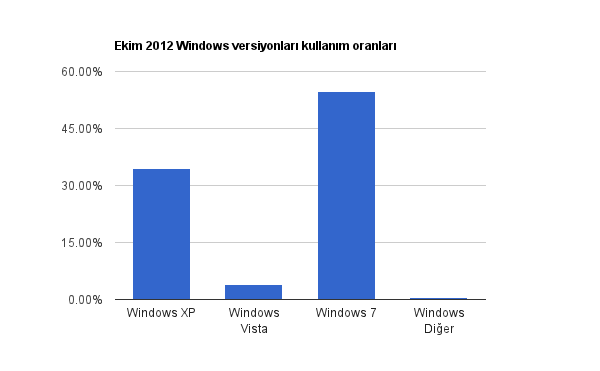 Ekim 2012 Windows versiyonları kullanım oranları
60.00%
45.00%
30.00%
15.00%
0.00%
Windows XP
Windows
Vista
Windows 7
Windows
Diğer